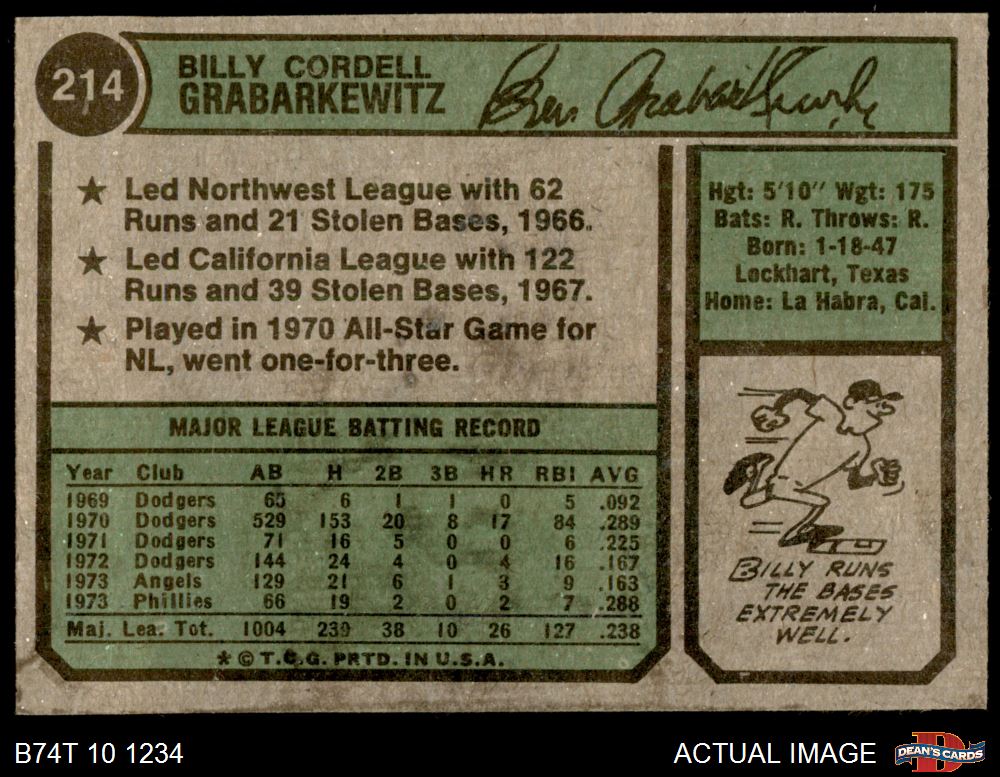 214
BILLY CORDELL
GRABARKEWITZ
★ Led Northwest League with 62
Runs and 21 Stolen Bases, 1966.
★ Led California League with 122
Runs and 39 Stolen Bases, 1967.
★ Played in 1970 All-Star Game for
NL, went one-for-three.
Hgt: 5'10" Wgt: 175
Bats: R. Throws: R.
Born: 1-18-47
Lockhart, Texas
Home: La Habra, Cal.
MAJOR LEAGUE BATTING RECORD
Year Club AB H 2B 3B HR RBI AVG
1969 Dodgers 65 6 1 1 0 5 .092
1970 Dodgers 529 153 20 8 17 84 .289
1971 Dodgers 71 16 5 0 0 6 .225
1972 Dodgers 144 24 4 0 4 16 .167
1973 Angels 129 21 6 1 3 9 .163
1973 Phillies 66 19 2 0 2 7 .288
Maj. Lea. Tot. 1004 239 38 10 26 127 .238
★ © T.C.G. PRTD. IN U.S.A.
BILLY RUNS
THE BASES
EXTREMELY
WELL.
B74T 10 1234
ACTUAL IMAGE
DEAN'S CARDS